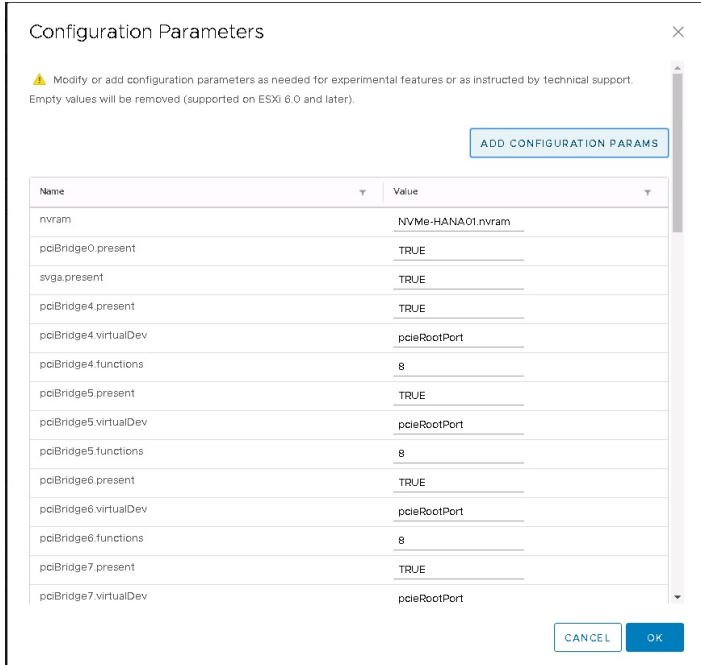 Configuration Parameters
Modify or add configuration parameters as needed for experimental features or as instructed by technical support.
Empty values will be removed (supported on ESXi 6.0 and later).
ADD CONFIGURATION PARAMS
Name Value
nvram NVMe-HANA01.nvram
pciBridge0.present TRUE
svga.present TRUE
pciBridge4.present TRUE
pciBridge4.virtualDev pcieRootPort
pciBridge4.functions 8
pciBridge5.present TRUE
pciBridge5.virtualDev pcieRootPort
pciBridge5.functions 8
pciBridge6.present TRUE
pciBridge6.virtualDev pcieRootPort
pciBridge6.functions 8
pciBridge7.present TRUE
pciBridge7.virtualDev pcieRootPort
CANCEL OK